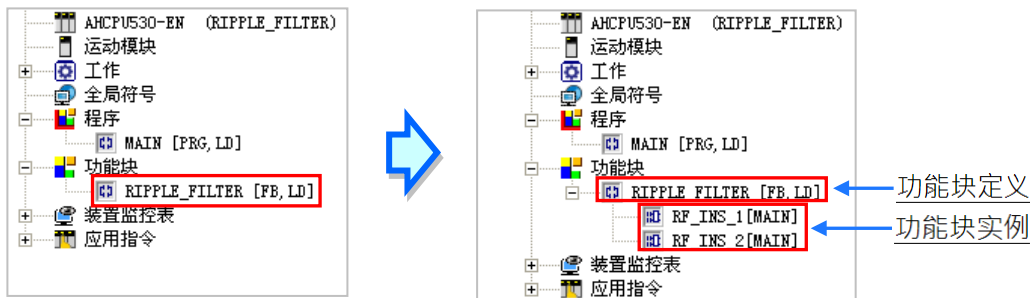 AHCPU530-EN (RIPPLE_FILTER)
运动模块
工作
全局符号
程序
MAIN [PRG,LD]
功能块
RIPPLE_FILTER [FB,LD]
装置监控表
应用指令
AHCPU530-EN (RIPPLE_FILTER)
运动模块
工作
全局符号
程序
MAIN [PRG,LD]
功能块
RIPPLE_FILTER [FB,LD]
RF_INS_1[MAIN]
RF_INS_2[MAIN]
装置监控表
应用指令
功能块定义
功能块实例